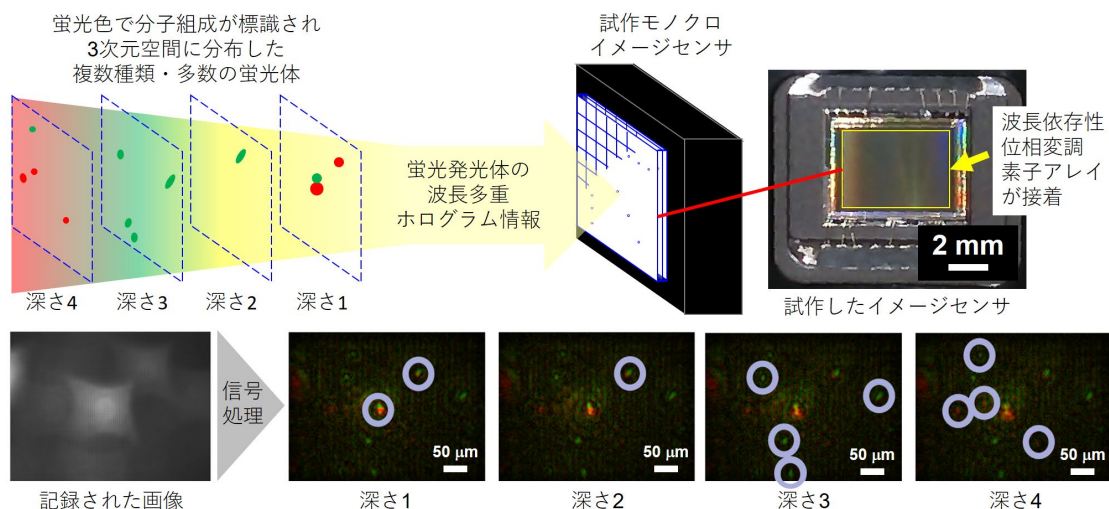 蛍光色で分子組成が標識され
3次元空間に分布した
複数種類・多数の蛍光体
試作モノクロ
イメージセンサ
蛍光発光体の
波長多重
ホログラム情報
波長依存性
位相変調
素子アレイ
が接着
2 mm
深さ4
深さ3
深さ2
深さ1
試作したイメージセンサ
信号
処理
50 μm
50 μm
50 μm
50 μm
記録された画像
深さ1
深さ2
深さ3
深さ4